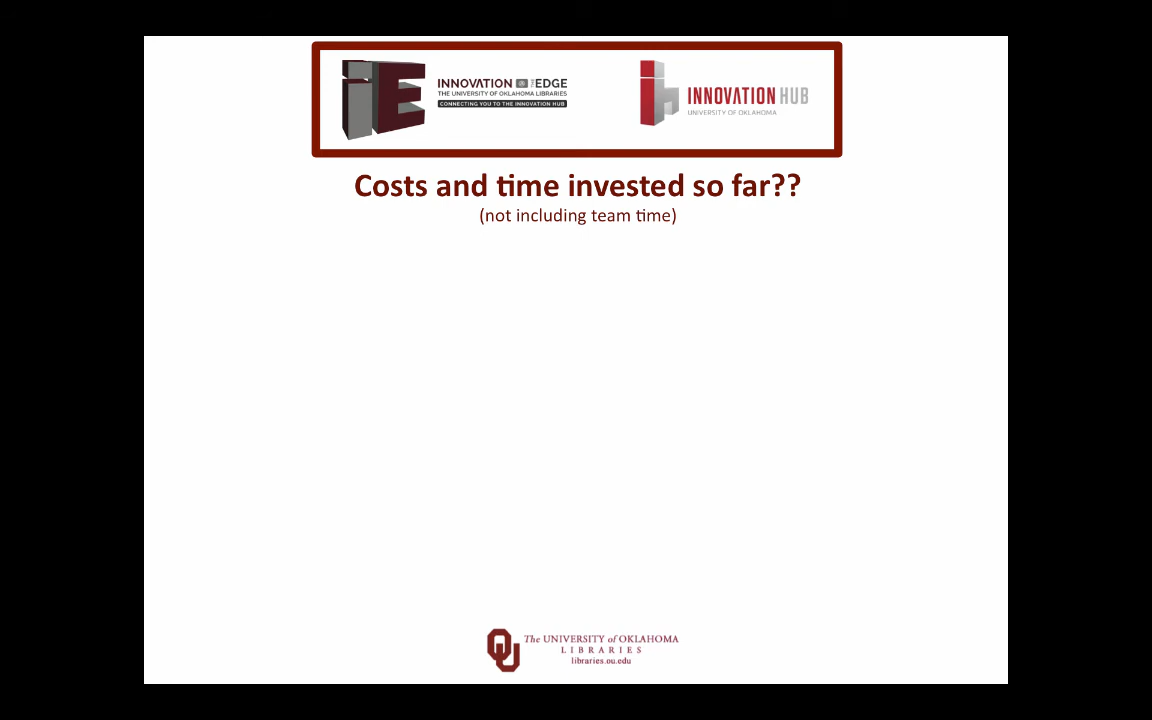 INNOVATION @ THE EDGE
THE UNIVERSITY OF OKLAHOMA LIBRARIES
CONNECTING YOU TO THE INNOVATION HUB
INNOVATION HUB
UNIVERSITY OF OKLAHOMA
Costs and time invested so far??
(not including team time)
The UNIVERSITY of OKLAHOMA
LIBRARIES
libraries.ou.edu